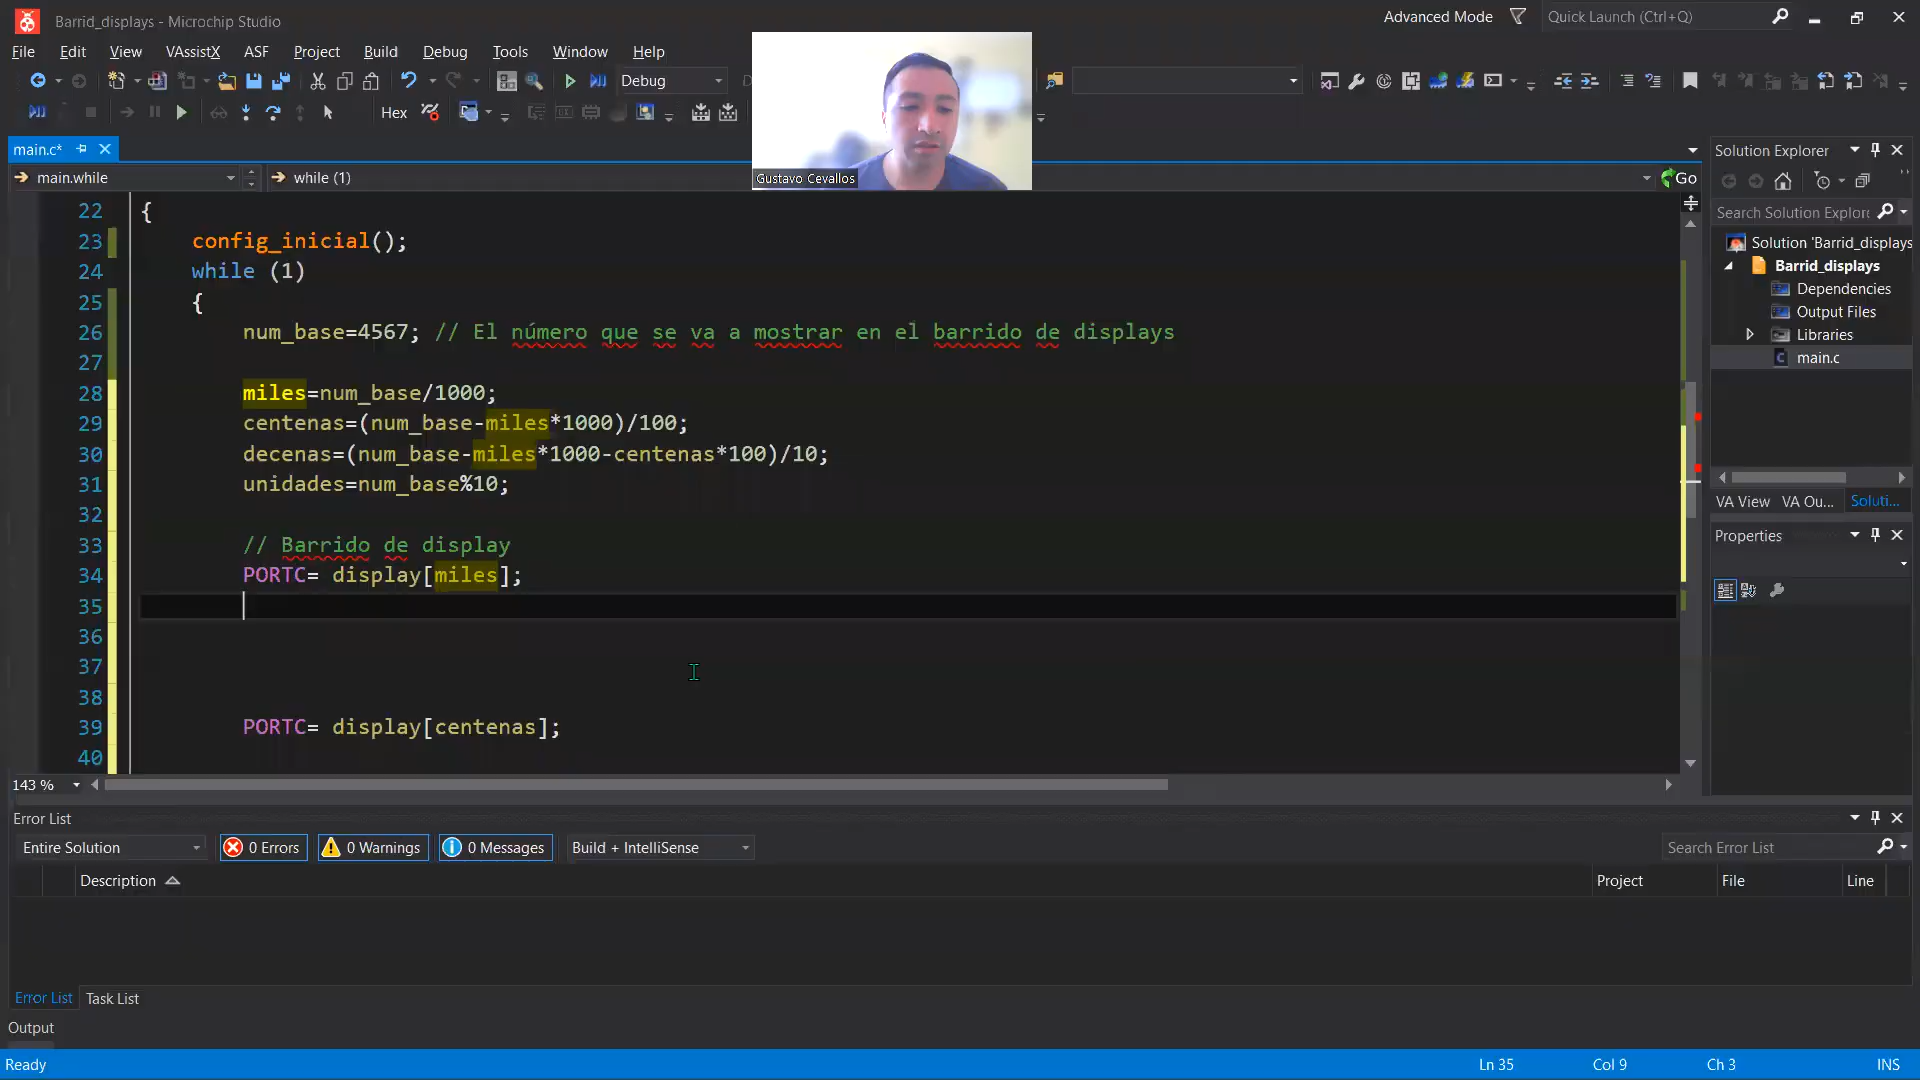 Barrid_displays - Microchip Studio
Advanced Mode
Quick Launch (Ctrl+Q)
File Edit View VAssistX ASF Project Build Debug Tools Window Help
Debug
Hex
main.c*
main.while
while (1)
Go
Gustavo Cevallos
22 {
23 config_inicial();
24 while (1)
25 {
26 num_base=4567; // El número que se va a mostrar en el barrido de displays
27
28 miles=num_base/1000;
29 centenas=(num_base-miles*1000)/100;
30 decenas=(num_base-miles*1000-centenas*100)/10;
31 unidades=num_base%10;
32
33 // Barrido de display
34 PORTC= display[miles];
35
36
37
38
39 PORTC= display[centenas];
40
143 %
Solution Explorer
Search Solution Explor
Solution 'Barrid_displays
Barrid_displays
Dependencies
Output Files
Libraries
main.c
VA View VA Ou... Soluti...
Properties
Error List
Entire Solution
0 Errors
0 Warnings
0 Messages
Build + IntelliSense
Search Error List
Description Project File Line
Error List Task List
Output
Ready Ln 35 Col 9 Ch 3 INS